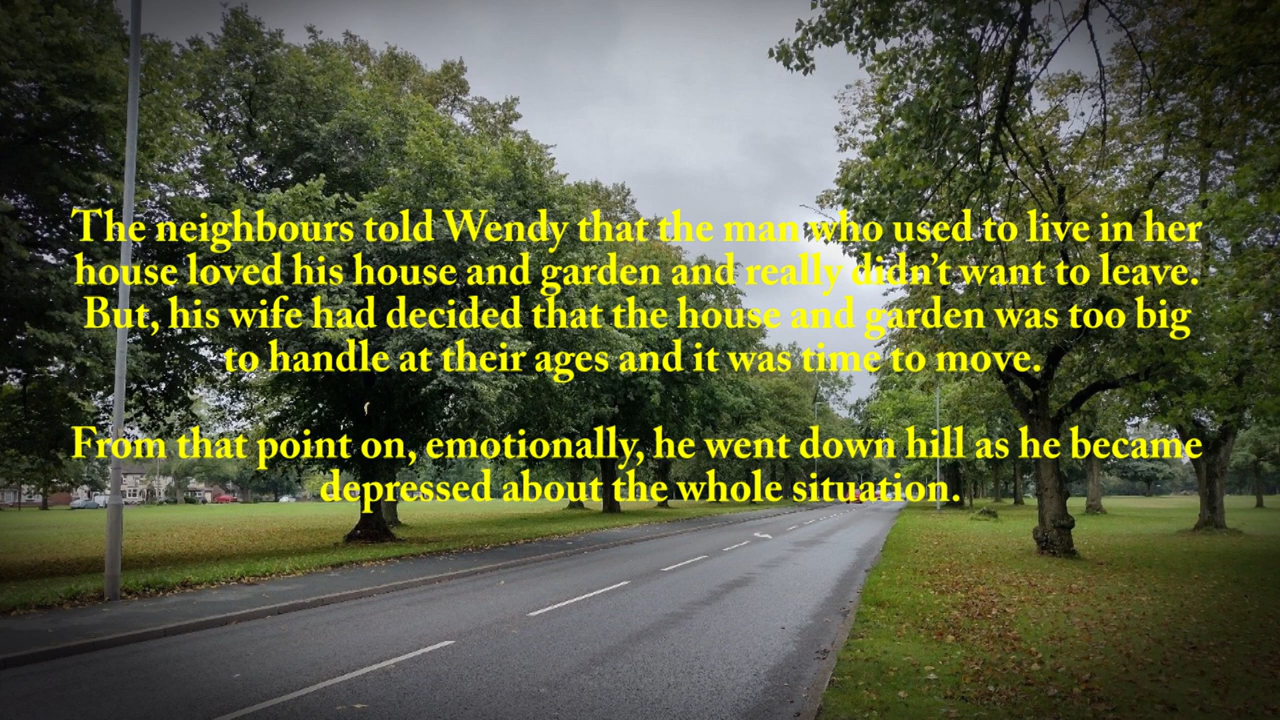 The neighbours told Wendy that the man who used to live in her
house loved his house and garden and really didn’t want to leave.
But, his wife had decided that the house and garden was too big
to handle at their ages and it was time to move.
From that point on, emotionally, he went down hill as he became
depressed about the whole situation.